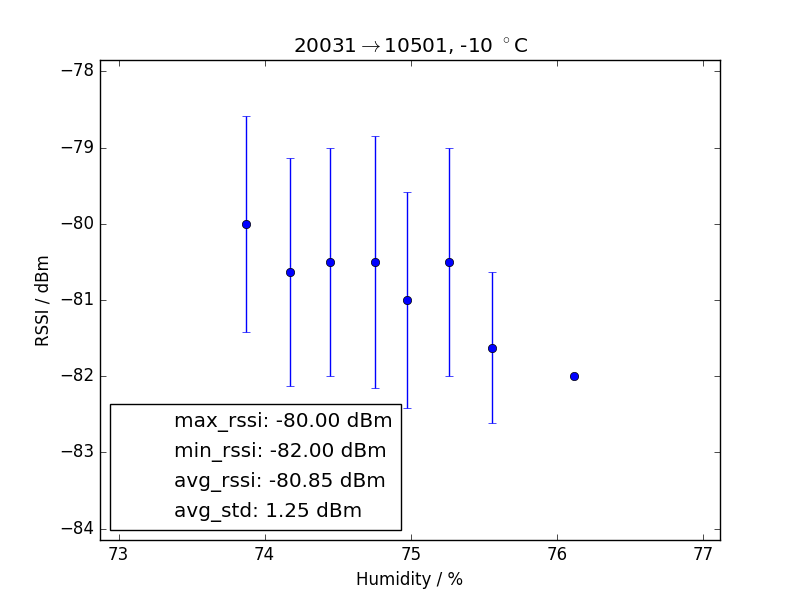 20031→10501, -10 °C
−78
−79
−80
−81
−82
−83
−84
RSSI / dBm
max_rssi: -80.00 dBm
min_rssi: -82.00 dBm
avg_rssi: -80.85 dBm
avg_std: 1.25 dBm
73 74 75 76 77
Humidity / %